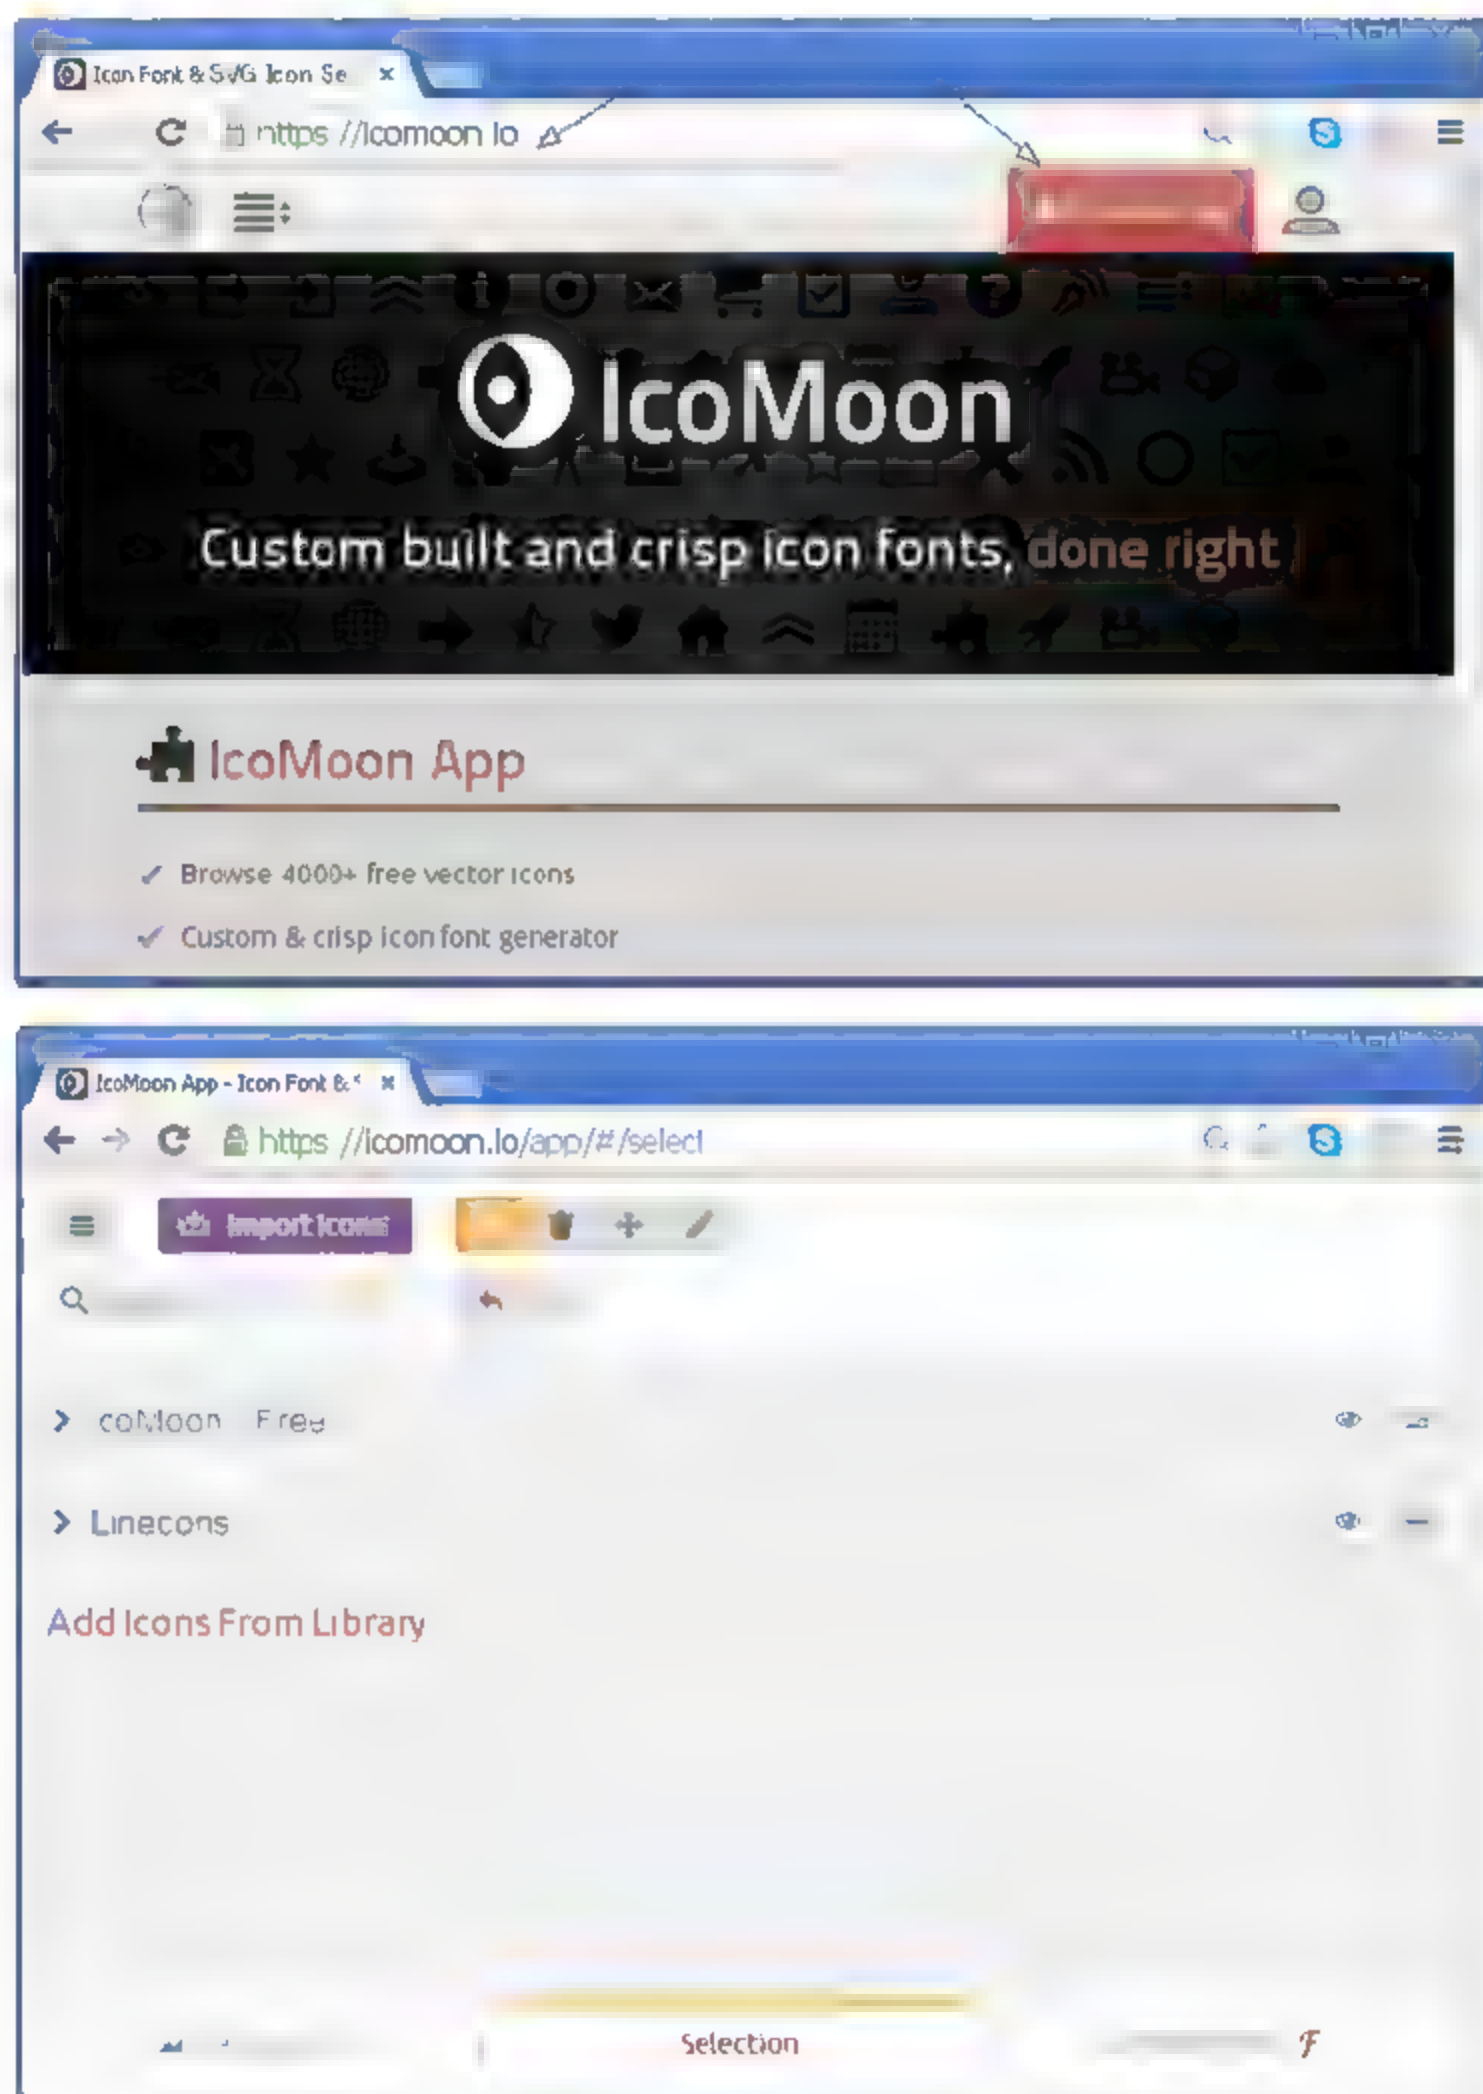 Icon Font & SVG Icon Se
https://icomoon.io
IcoMoon
Custom built and crisp icon fonts, done right
IcoMoon App
Browse 4000+ free vector icons
Custom & crisp icon font generator
IcoMoon App - Icon Font &
https://icomoon.io/app/#/select
Import Icons
coMoon Free
Linecons
Add Icons From Library
Selection